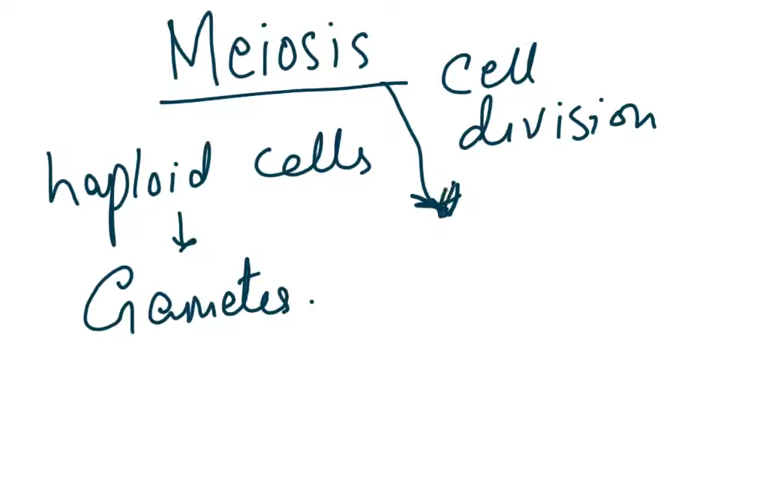 Meiosis
Cell
division
haploid cells
↓
Gametes.